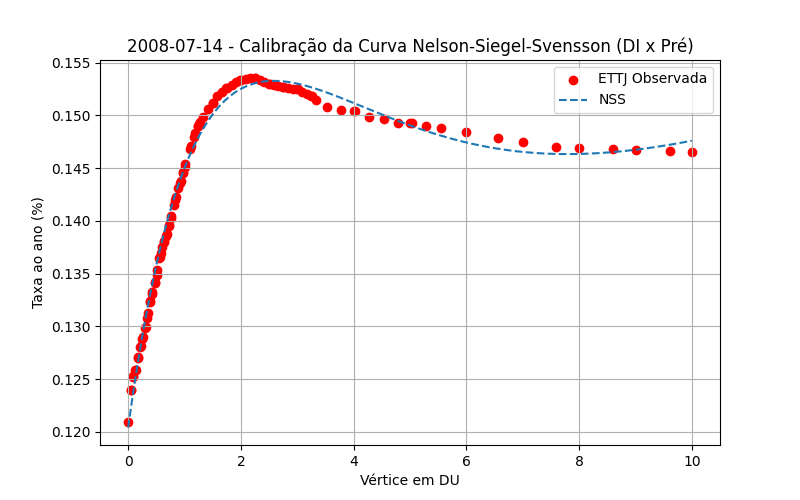 2008-07-14 - Calibração da Curva Nelson-Siegel-Svensson (DI x Pré)
ETTJ Observada
NSS
Taxa ao ano (%)
0.155
0.150
0.145
0.140
0.135
0.130
0.125
0.120
0 2 4 6 8 10
Vértice em DU